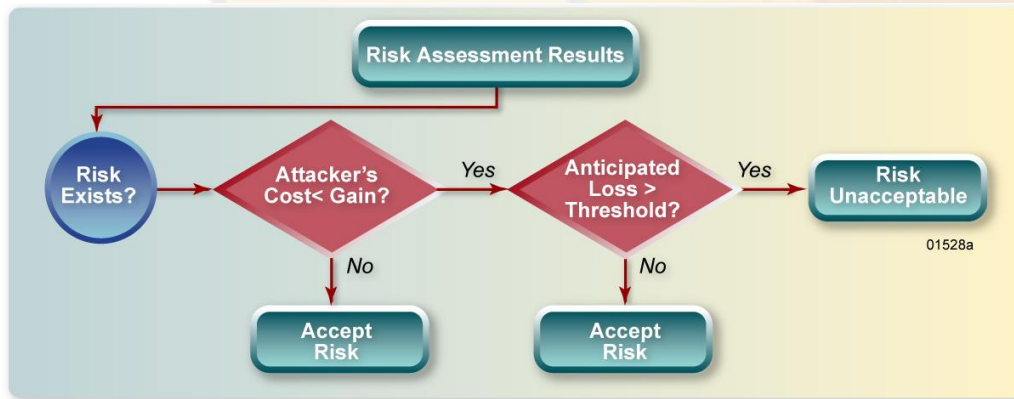 Risk Assessment Results
Risk
Exists?
Attacker's
Cost< Gain?
Yes
Anticipated
Loss >
Threshold?
Yes
Risk
Unacceptable
01528a
No
No
Accept
Risk
Accept
Risk